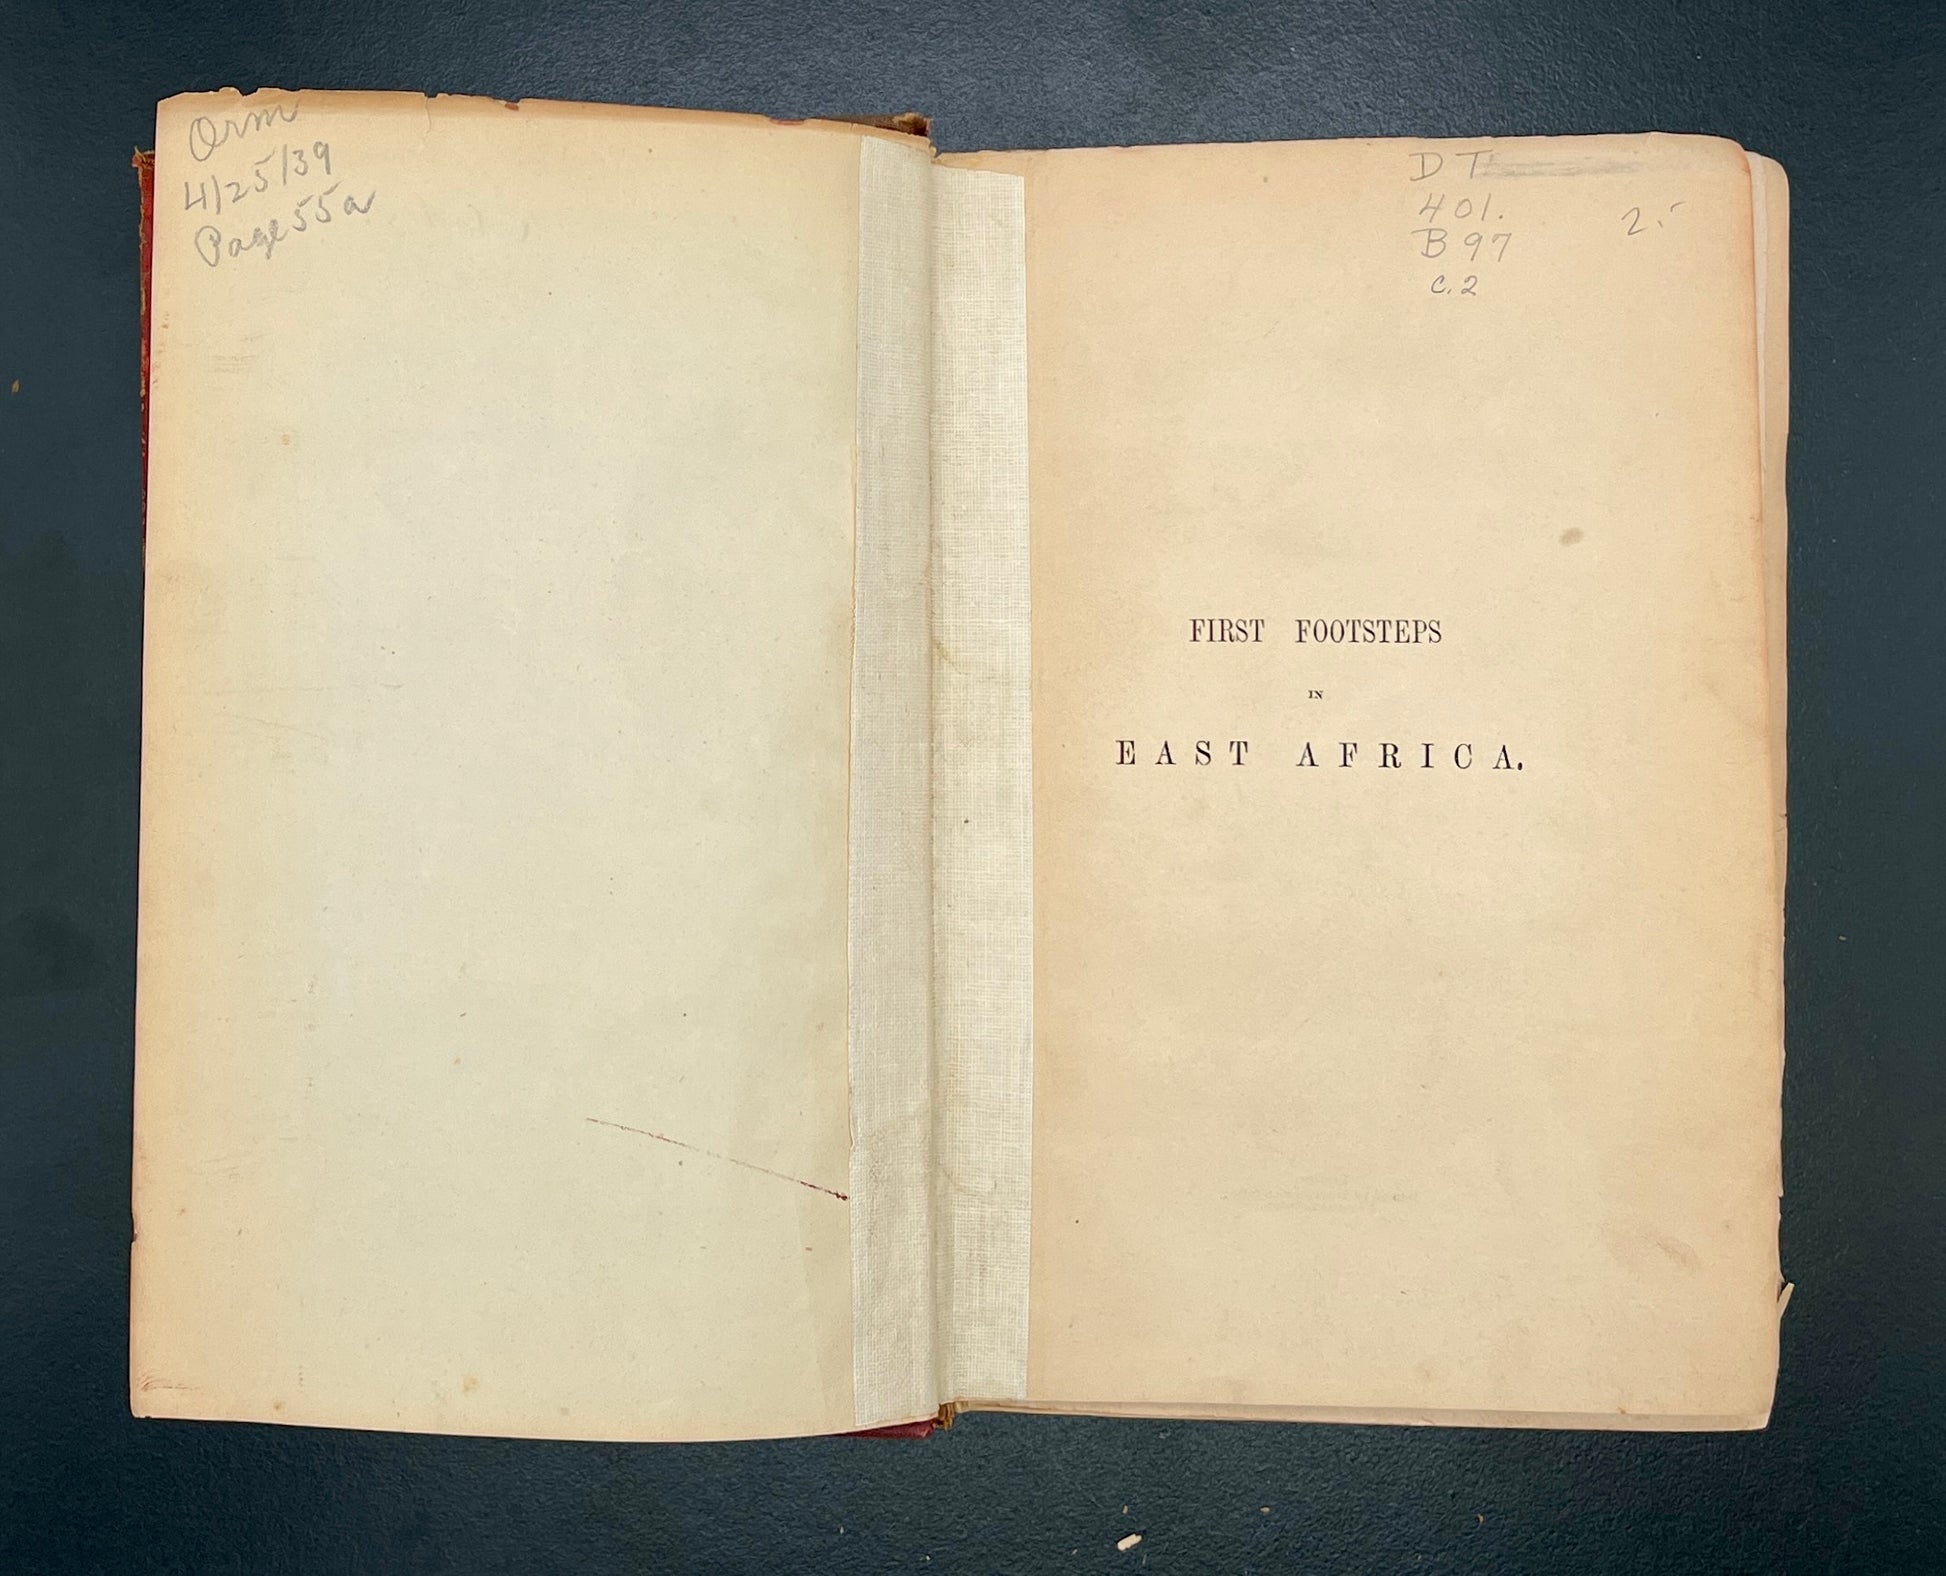 Orm
4/25/39
Page 55a
DT
401.
B97
c.2
2.-
FIRST FOOTSTEPS
IN
EAST AFRICA.